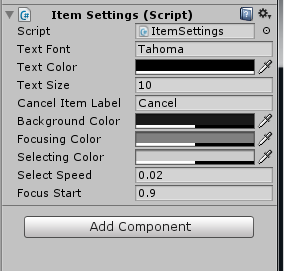 Item Settings (Script)
Script ItemSettings
Text Font Tahoma
Text Color
Text Size 10
Cancel Item Label Cancel
Background Color
Focusing Color
Selecting Color
Select Speed 0.02
Focus Start 0.9
Add Component